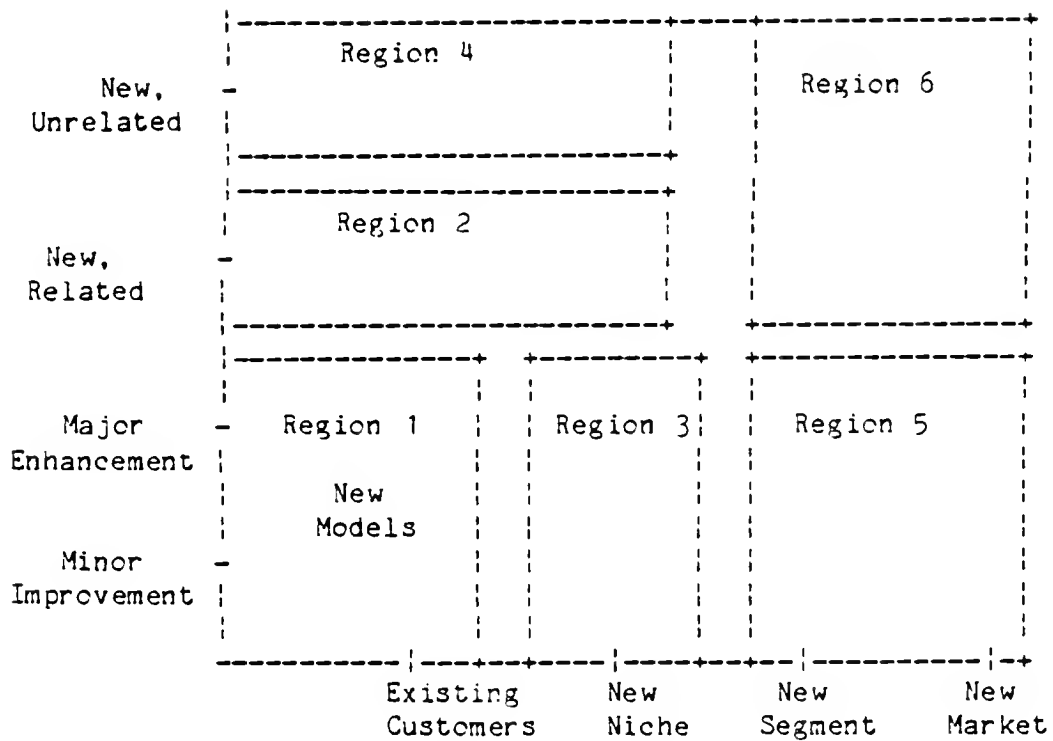 Region 4
New,
Unrelated
Region 6
Region 2
New,
Related
Major
Enhancement
Region 1
Region 3
Region 5
New
Models
Minor
Improvement
Existing
Customers
New
Niche
New
Segment
New
Market